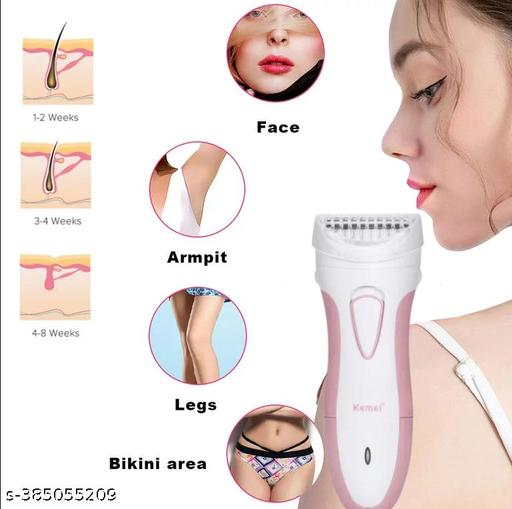 1-2 Weeks
Face
3-4 Weeks
Armpit
4-8 Weeks
Legs
Kemei
Bikini area
s-385055209